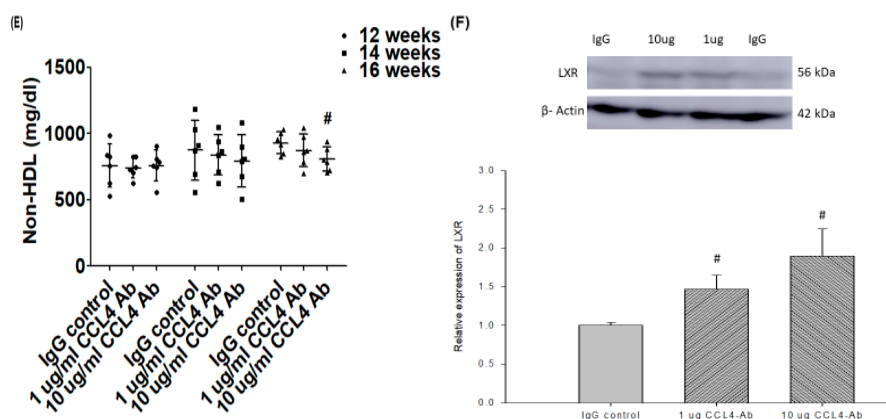 (E)
12 weeks
14 weeks
16 weeks
Non-HDL (mg/dl)
1500
1000
500
0
#
IgG control
1 ug/ml CCL4 Ab
10 ug/ml CCL4 Ab
IgG control
1 ug/ml CCL4 Ab
10 ug/ml CCL4 Ab
IgG control
1 ug/ml CCL4 Ab
10 ug/ml CCL4 Ab
(F)
IgG 10ug 1ug IgG
LXR 56 kDa
β- Actin 42 kDa
Relative expression of LXR
3.0
2.5
2.0
1.5
1.0
0.5
0.0
#
#
IgG control 1 ug CCL4-Ab 10 ug CCL4-Ab